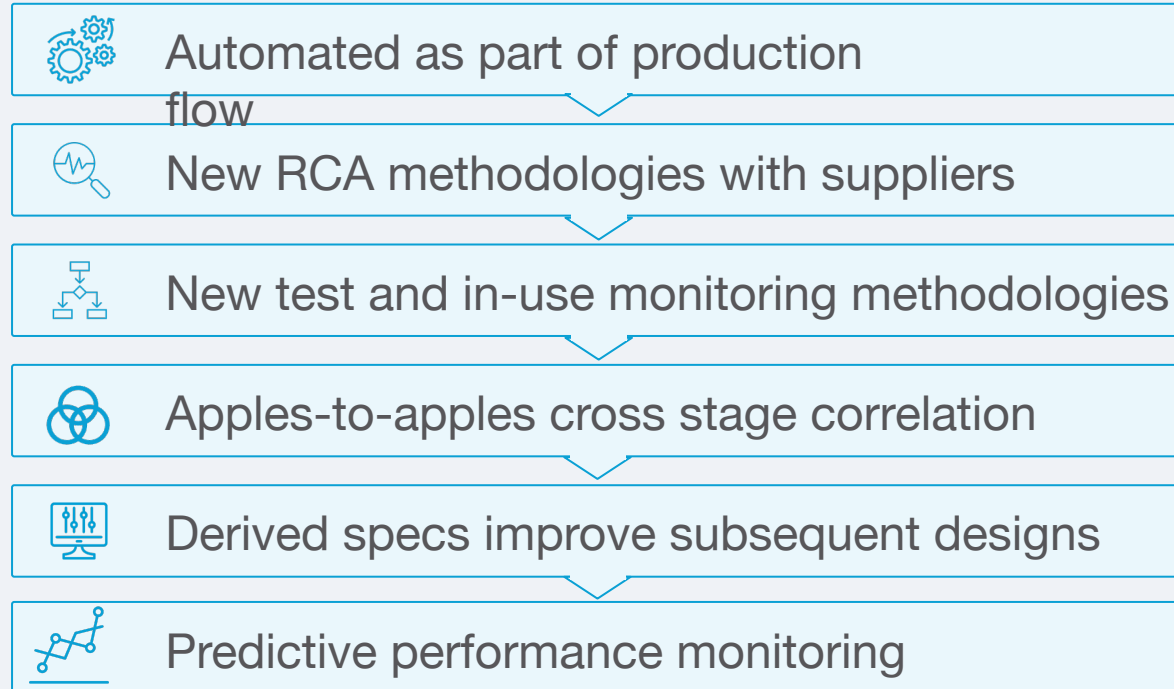 Automated as part of production
flow
New RCA methodologies with suppliers
New test and in-use monitoring methodologies
Apples-to-apples cross stage correlation
Derived specs improve subsequent designs
Predictive performance monitoring